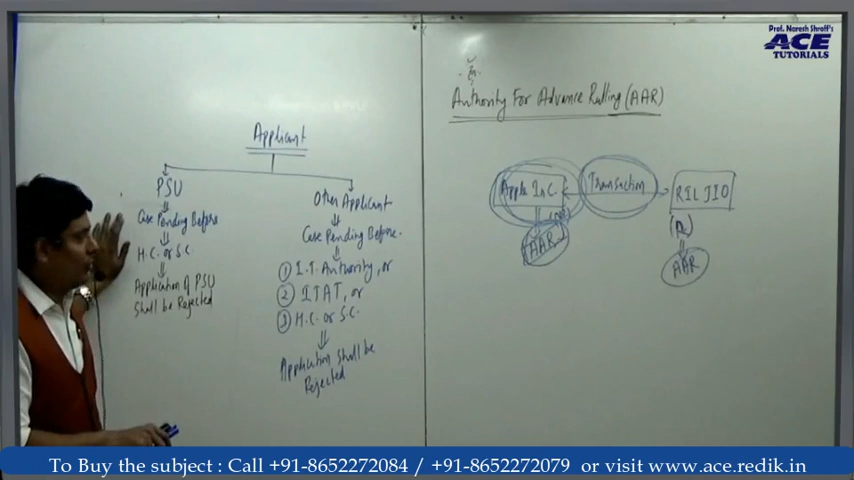 Applicant
PSU
Case Pending Before
H.C. or S.C.
Application of PSU
Shall be Rejected
Other Applicant
Case Pending Before.
① I.T. Authority, or
② ITAT, or
③ H.C. or S.C.
Application Shall be
Rejected
Authority For Advance Rulling (AAR)
Apple Inc.
Transaction
RIL JIO
AAR
AAR
Prof. Naresh Shroff's
ACE
TUTORIALS
To Buy the subject : Call +91-8652272084 / +91-8652272079 or visit www.ace.redik.in